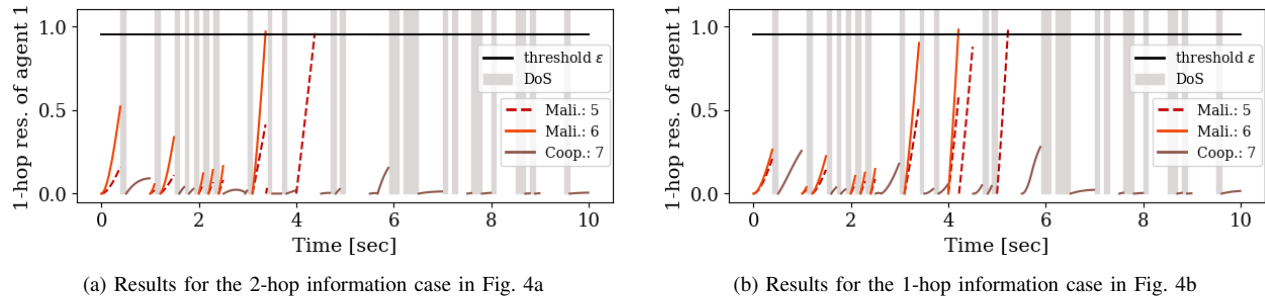 1-hop res. of agent 1
1.0
0.5
0.0
threshold ε
DoS
Mali.: 5
Mali.: 6
Coop.: 7
0 2 4 6 8 10
Time [sec]
(a) Results for the 2-hop information case in Fig. 4a
1-hop res. of agent 1
1.0
0.5
0.0
threshold ε
DoS
Mali.: 5
Mali.: 6
Coop.: 7
0 2 4 6 8 10
Time [sec]
(b) Results for the 1-hop information case in Fig. 4b